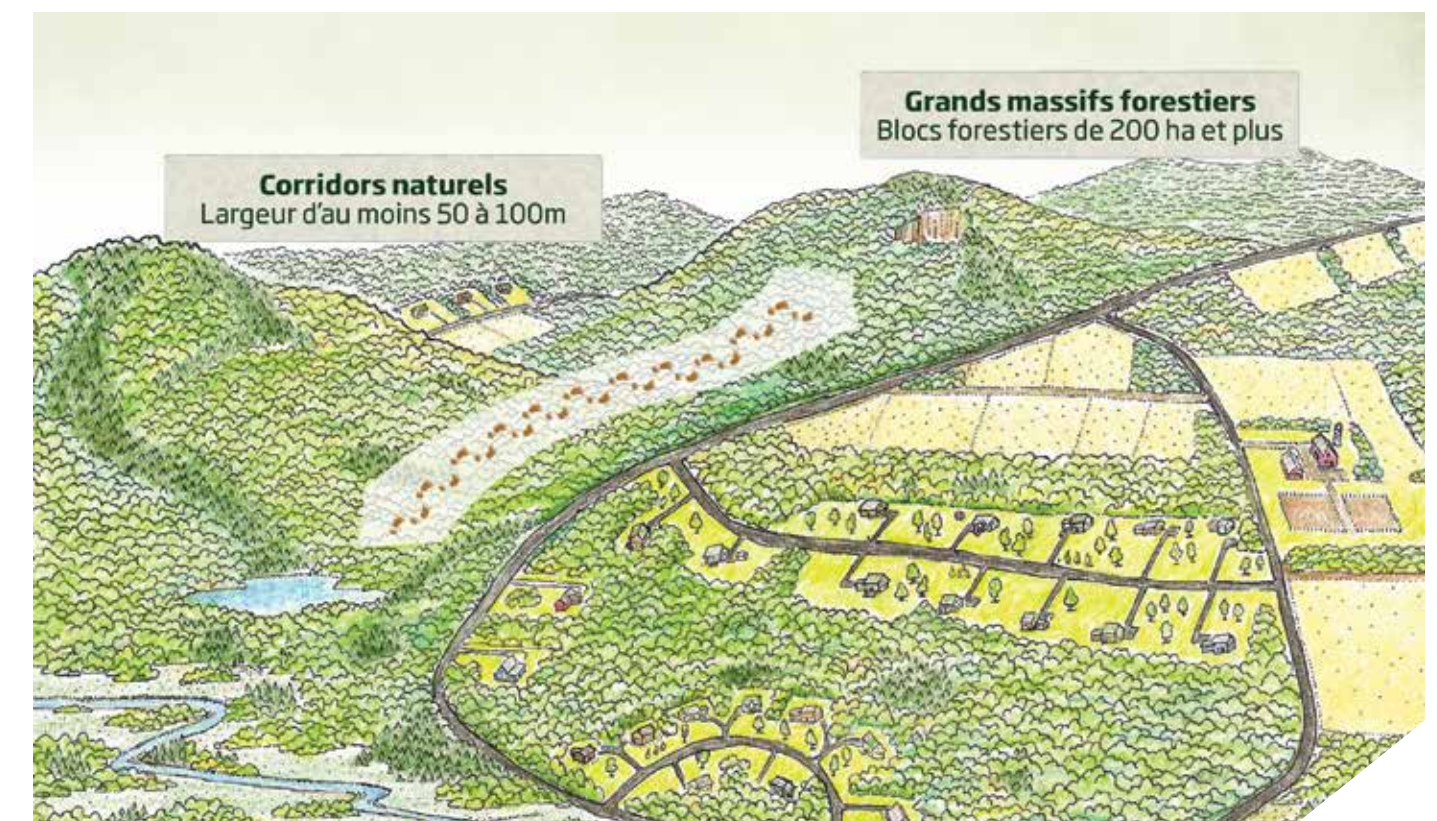 Grands massifs forestiers
Blocs forestiers de 200 ha et plus
Corridors naturels
Largeur d'au moins 50 à 100m